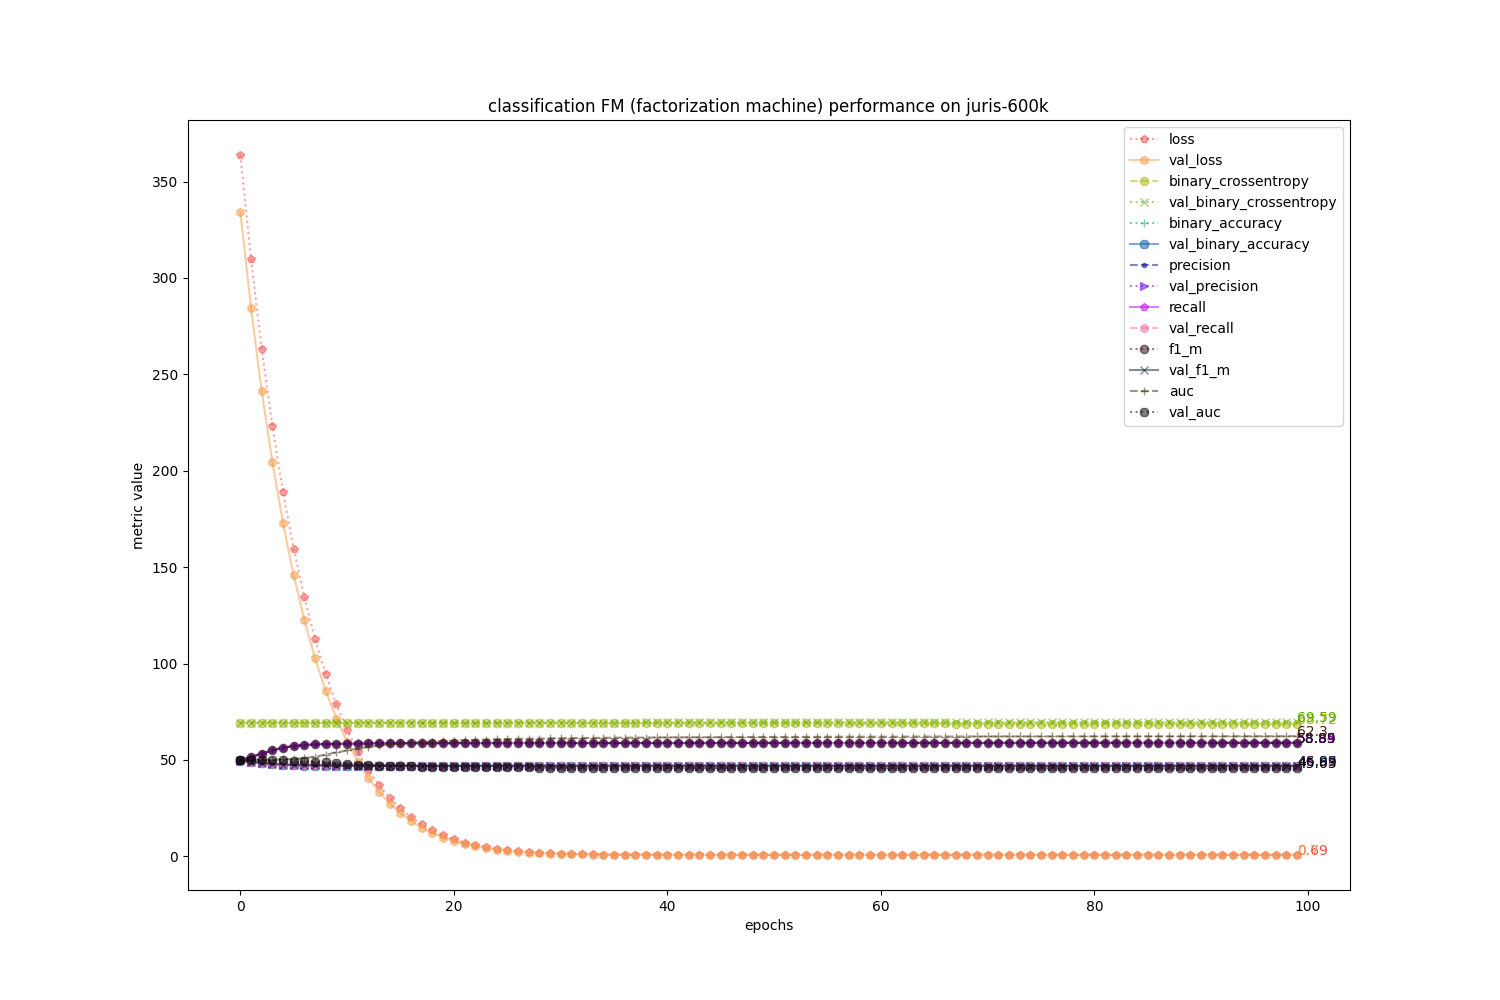 classification FM (factorization machine) performance on juris-600k
loss
val_loss
binary_crossentropy
val_binary_crossentropy
binary_accuracy
val_binary_accuracy
precision
val_precision
recall
val_recall
f1_m
val_f1_m
auc
val_auc
metric value
350
300
250
200
150
100
50
0
62.3
0 20 40 60 80 100
epochs